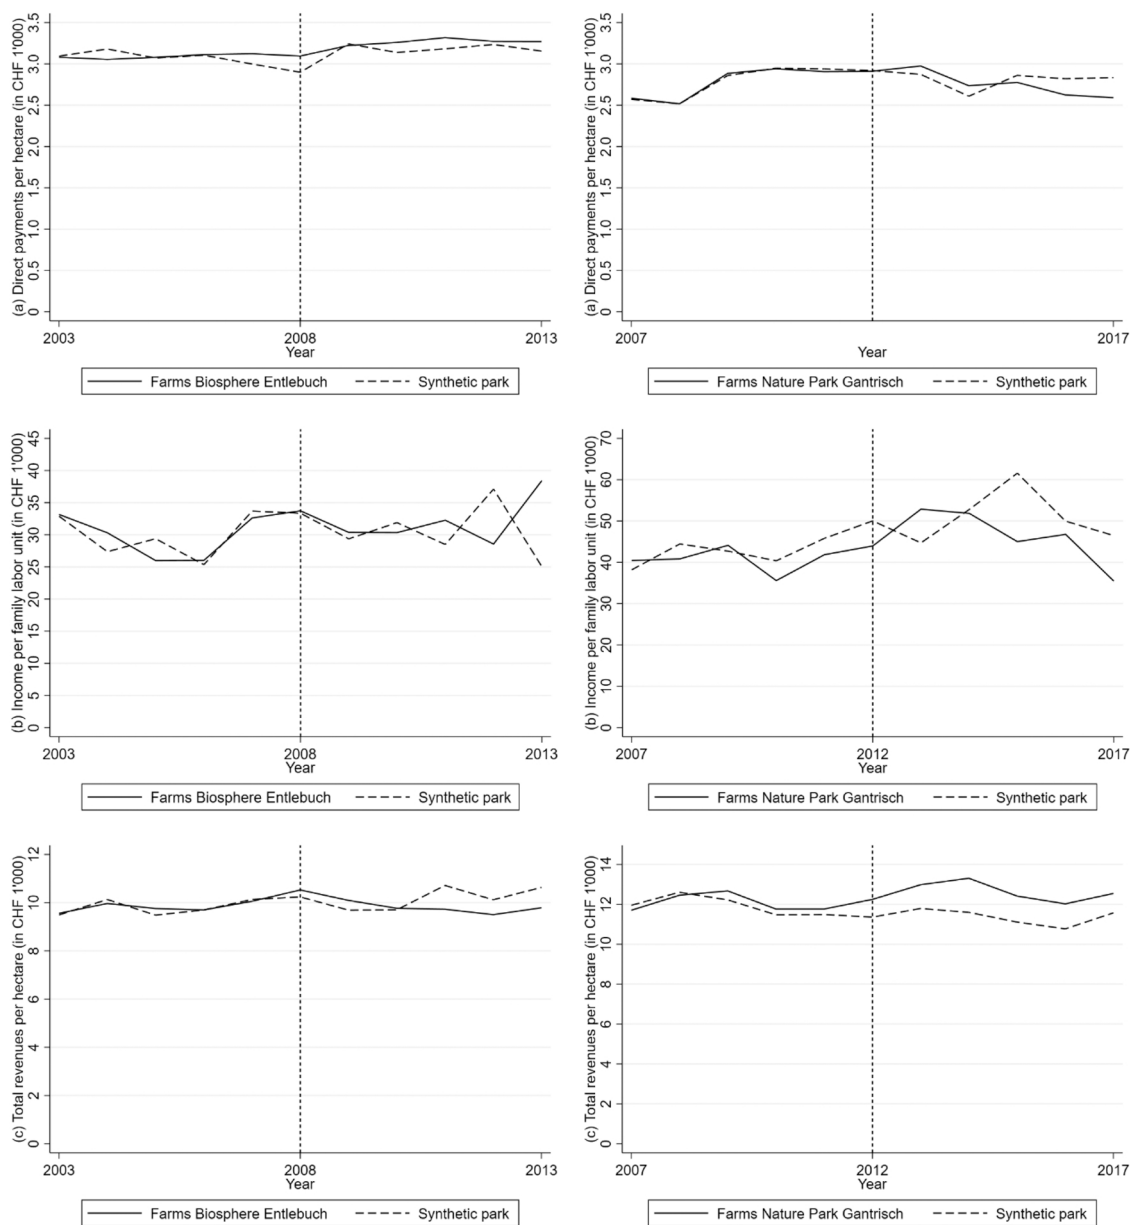 (a) Direct payments per hectare (in CHF 1'000)
3.5
3.0
2.5
2.0
1.5
1.0
0.5
0
2003
2008
2013
Year
Farms Biosphere Entlebuch
Synthetic park
(a) Direct payments per hectare (in CHF 1'000)
3.5
3.0
2.5
2.0
1.5
1.0
0.5
0
2007
2012
2017
Year
Farms Nature Park Gantrisch
Synthetic park
(b) Income per family labor unit (in CHF 1'000)
45
40
35
30
25
20
15
10
5
0
2003
2008
2013
Year
Farms Biosphere Entlebuch
Synthetic park
(b) Income per family labor unit (in CHF 1'000)
70
60
50
40
30
20
10
0
2007
2012
2017
Year
Farms Nature Park Gantrisch
Synthetic park
(c) Total revenues per hectare (in CHF 1'000)
12
10
8
6
4
2
0
2003
2008
2013
Year
Farms Biosphere Entlebuch
Synthetic park
(c) Total revenues per hectare (in CHF 1'000)
14
12
10
8
6
4
2
0
2007
2012
2017
Year
Farms Nature Park Gantrisch
Synthetic park